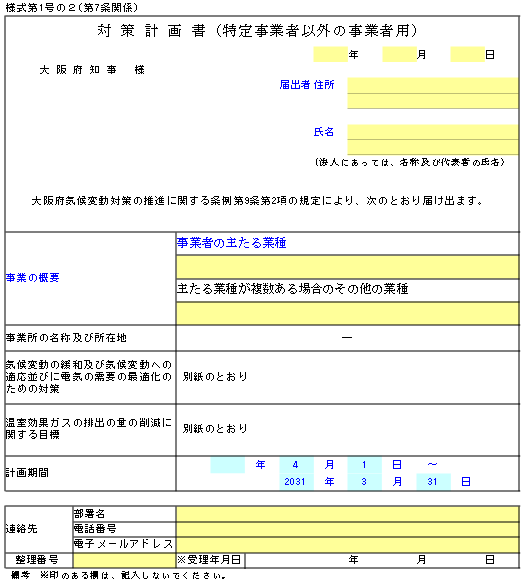 様式第1号の2(第7条関係)
対策計画書(特定事業者以外の事業者用)
年 月 日
大阪府知事 様
届出者 住所
氏名
(法人にあっては、名称及び代表者の氏名)
大阪府気候変動対策の推進に関する条例第9条第2項の規定により、次のとおり届け出ます。
事業の概要
事業者の主たる業種
主たる業種が複数ある場合のその他の業種
事業所の名称及び所在地 ー
気候変動の緩和及び気候変動への
適応並びに電気の需要の最適化の
ための対策
別紙のとおり
温室効果ガスの排出の量の削減に
関する目標
別紙のとおり
計画期間
年 4 月 1 日 ~
2031 年 3 月 31 日
連絡先
部署名
電話番号
電子メールアドレス
整理番号 ※受理年月日 年 月 日
備考 ※印のある欄は、記入しないでください。